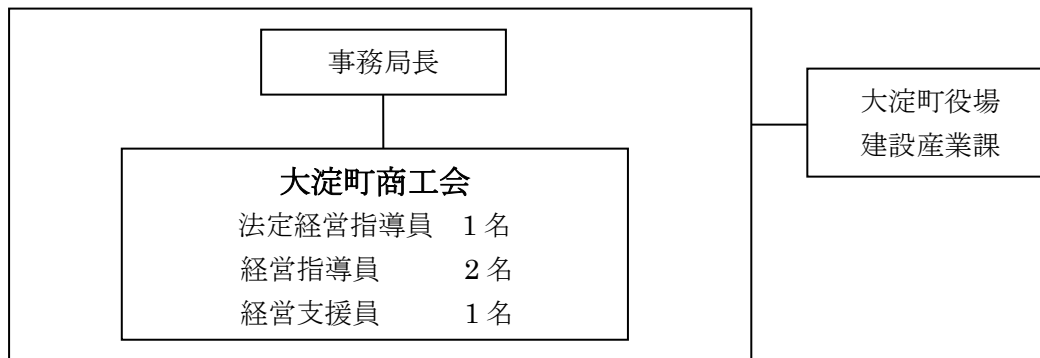 事務局長
大淀町役場
建設産業課
大淀町商工会
法定経営指導員 1名
経営指導員 2名
経営支援員 1名